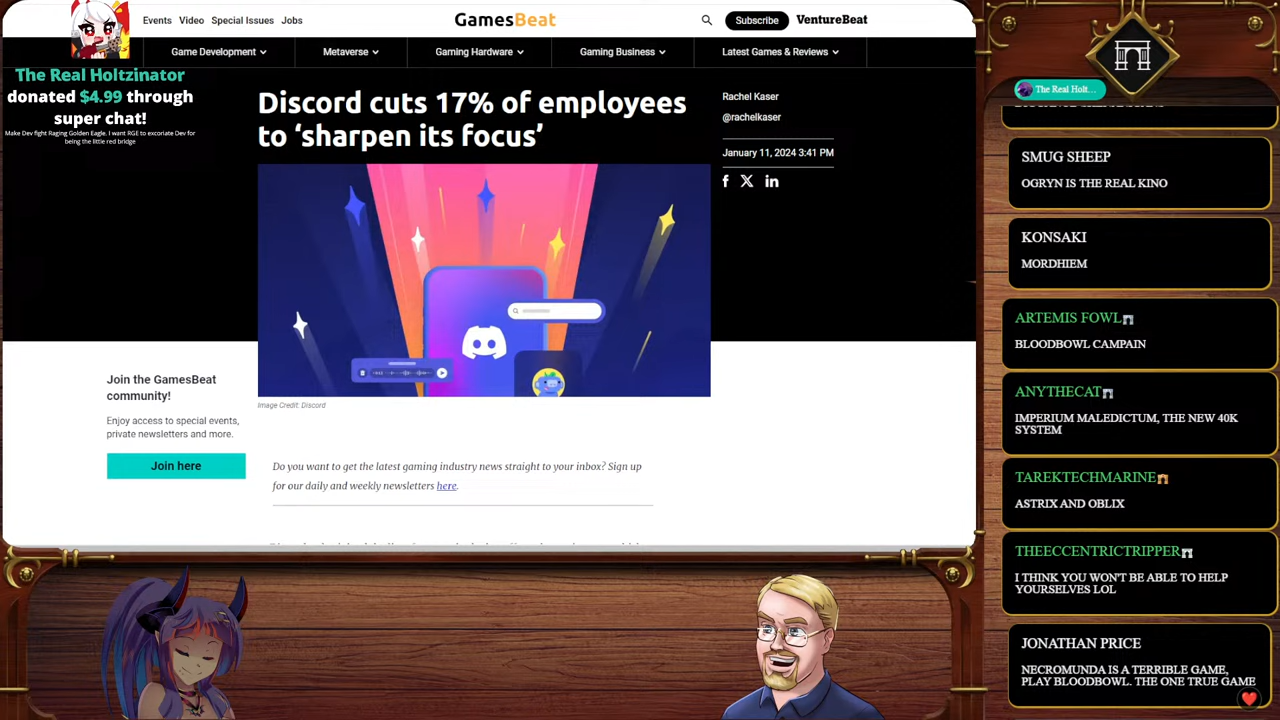 Events Video Special Issues Jobs
GamesBeat
Subscribe VentureBeat
Game Development Metaverse Gaming Hardware Gaming Business Latest Games & Reviews
The Real Holtzinator
donated $4.99 through
super chat!
Make Dev fight Raging Golden Eagle. I want RGE to excoriate Dev for
being the little red bridge
Discord cuts 17% of employees
to ‘sharpen its focus’
Rachel Kaser
@rachelkaser
January 11, 2024 3:41 PM
Image Credit: Discord
Join the GamesBeat
community!
Enjoy access to special events,
private newsletters and more.
Join here
Do you want to get the latest gaming industry news straight to your inbox? Sign up
for our daily and weekly newsletters here.
The Real Holt...
SMUG SHEEP
OGRYN IS THE REAL KINO
KONSAKI
MORDHIEM
ARTEMIS FOWL
BLOODBOWL CAMPAIN
ANYTHECAT
IMPERIUM MALEDICTUM, THE NEW 40K
SYSTEM
TAREKTECHMARINE
ASTRIX AND OBLIX
THEECCENTRICTRIPPER
I THINK YOU WON'T BE ABLE TO HELP
YOURSELVES LOL
JONATHAN PRICE
NECROMUNDA IS A TERRIBLE GAME,
PLAY BLOODBOWL. THE ONE TRUE GAME